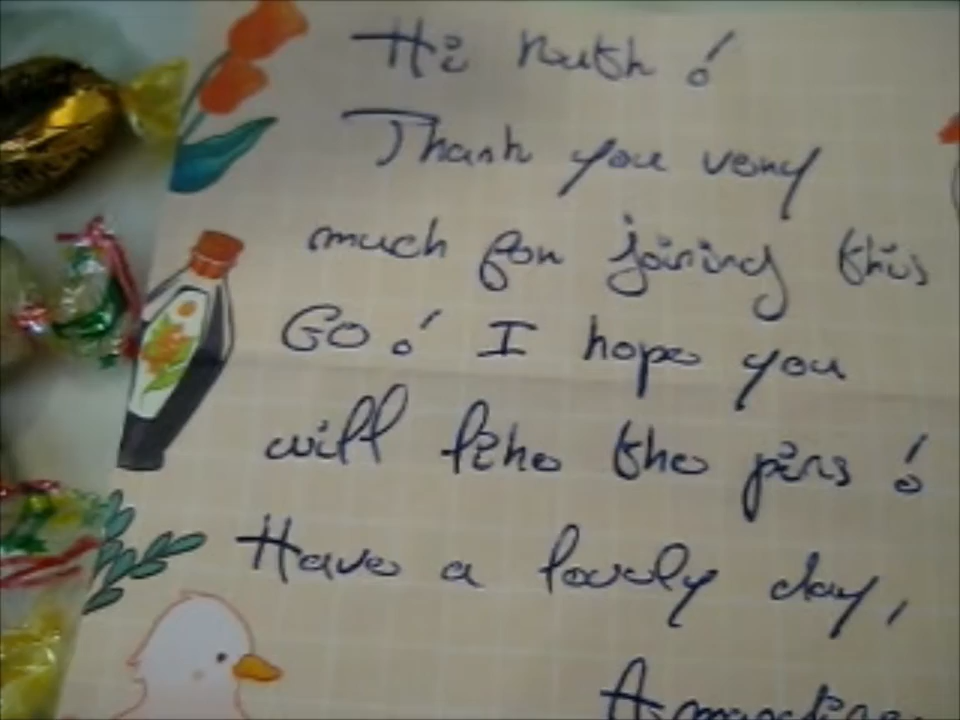 Hi Ruth!
Thank you very
much for joining this
GO! I hope you
will like the pins!
Have a lovely day,